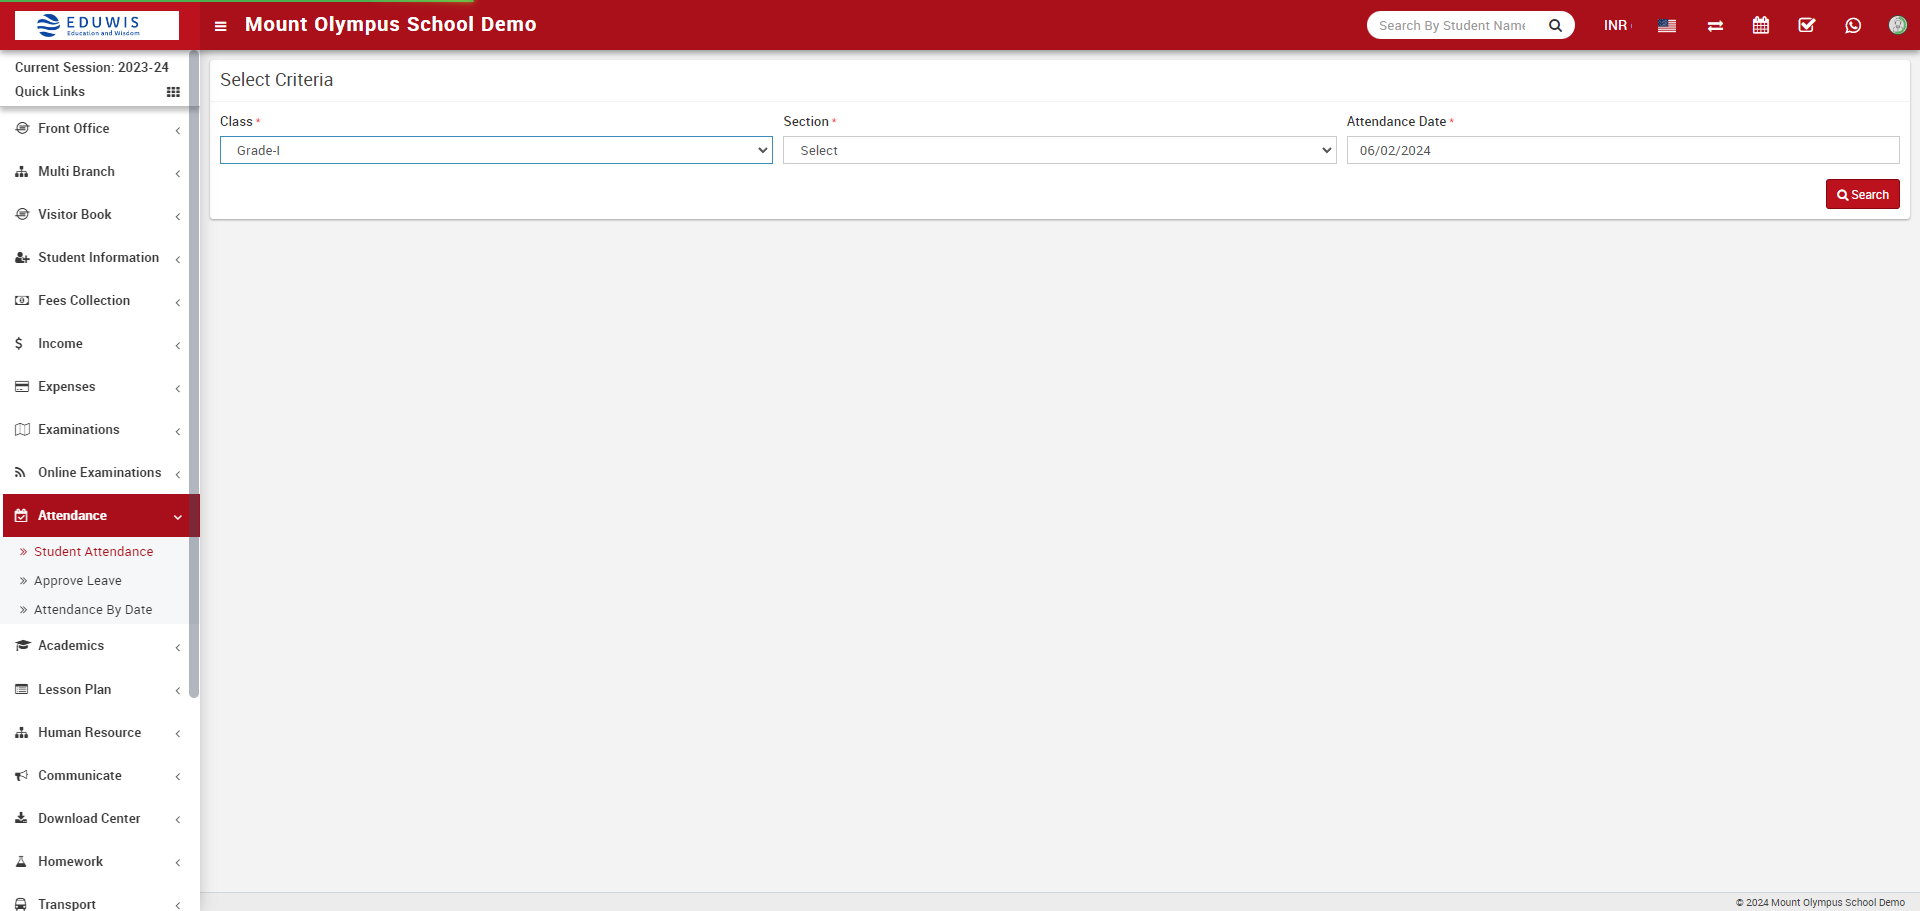 EDUWIS
Education and Wisdom
Mount Olympus School Demo
Search By Student Name
INR
Current Session: 2023-24
Quick Links
Front Office
Multi Branch
Visitor Book
Student Information
Fees Collection
Income
Expenses
Examinations
Online Examinations
Attendance
Student Attendance
Approve Leave
Attendance By Date
Academics
Lesson Plan
Human Resource
Communicate
Download Center
Homework
Transport
Select Criteria
Class *
Section *
Attendance Date *
Grade-I
Select
06/02/2024
Search
© 2024 Mount Olympus School Demo